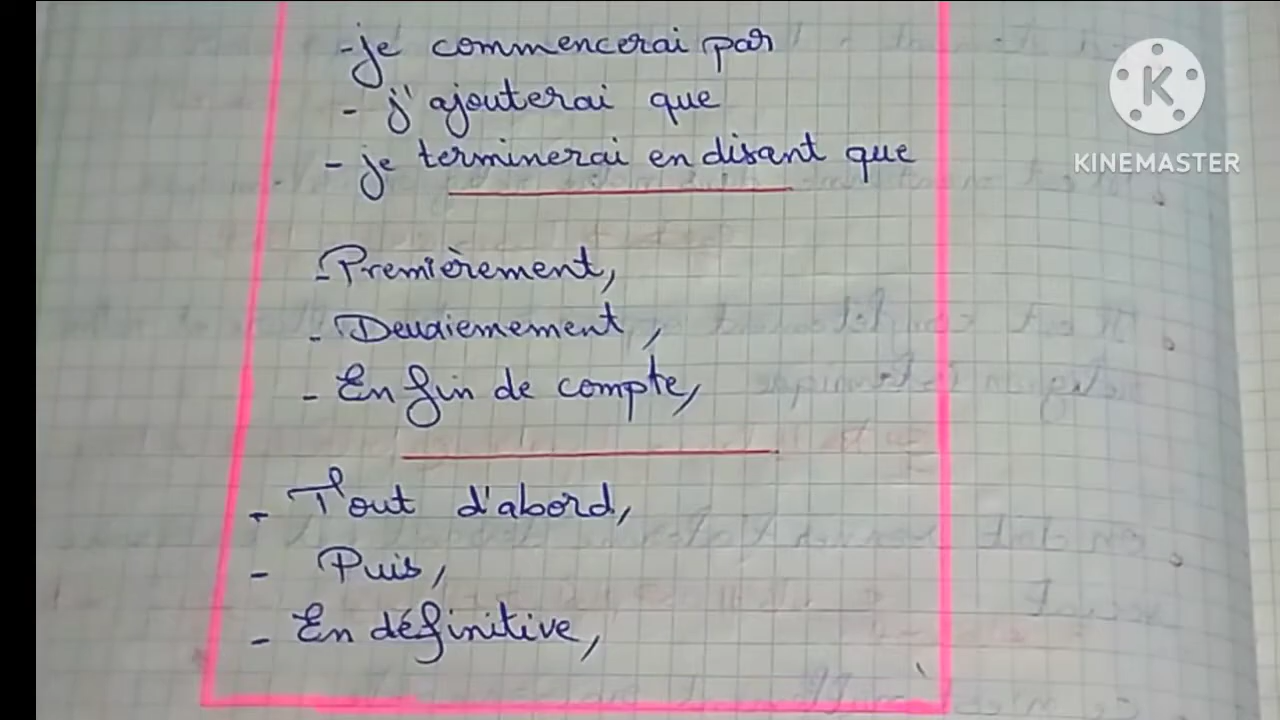 -je commencerai par
- j'ajouterai que
- je terminerai en disant que
-Premièrement,
- Deuxiemement,
- En fin de compte,
- Tout d'abord,
- Puis,
- En définitive,
K
KINEMASTER